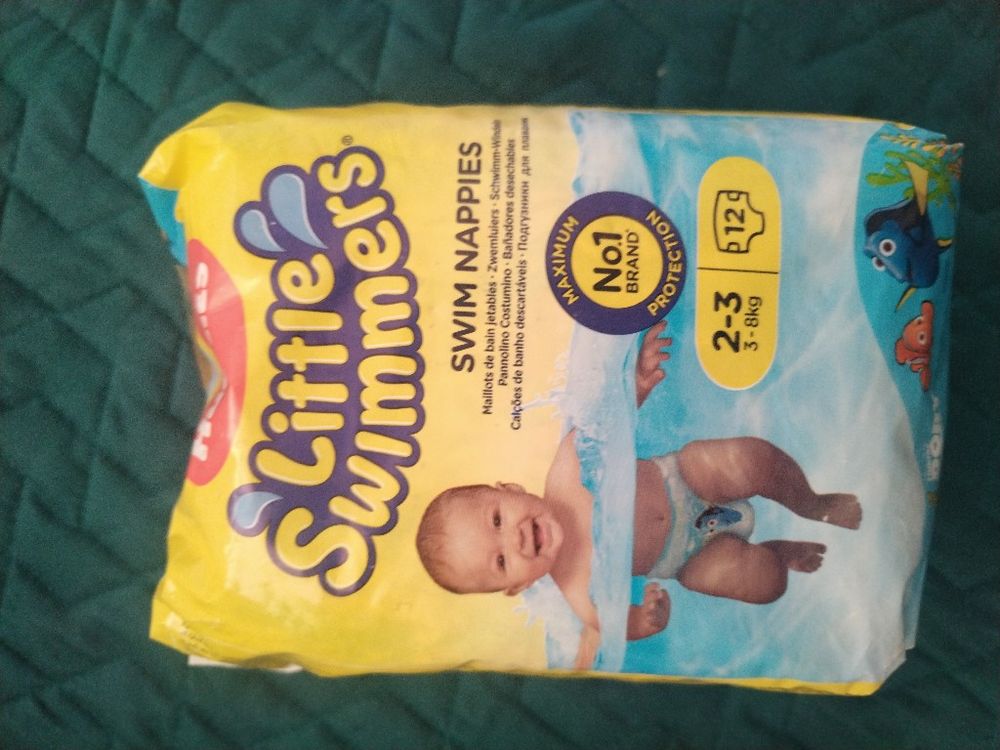 Little
Swimmers®
SWIM NAPPIES
Maillots de bain jetables · Zwemluiers · Schwimm-Windel
Pannolino Costumino · Bañadores desechables
Calções de banho descartáveis · Подгузники для плаван
MAXIMUM
No.1
BRAND^
PROTECTION
2-3
3 - 8kg
12